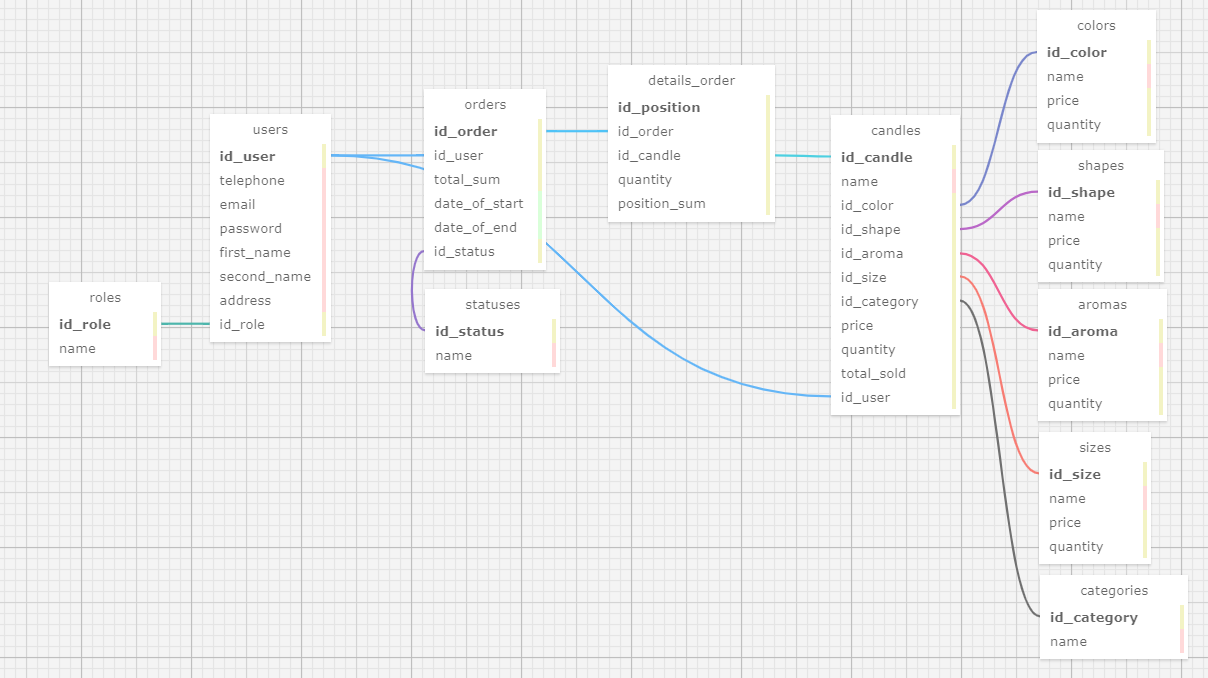 roles
id_role
name
users
id_user
telephone
email
password
first_name
second_name
address
id_role
orders
id_order
id_user
total_sum
date_of_start
date_of_end
id_status
statuses
id_status
name
details_order
id_position
id_order
id_candle
quantity
position_sum
candles
id_candle
name
id_color
id_shape
id_aroma
id_size
id_category
price
quantity
total_sold
id_user
colors
id_color
name
price
quantity
shapes
id_shape
name
price
quantity
aromas
id_aroma
name
price
quantity
sizes
id_size
name
price
quantity
categories
id_category
name